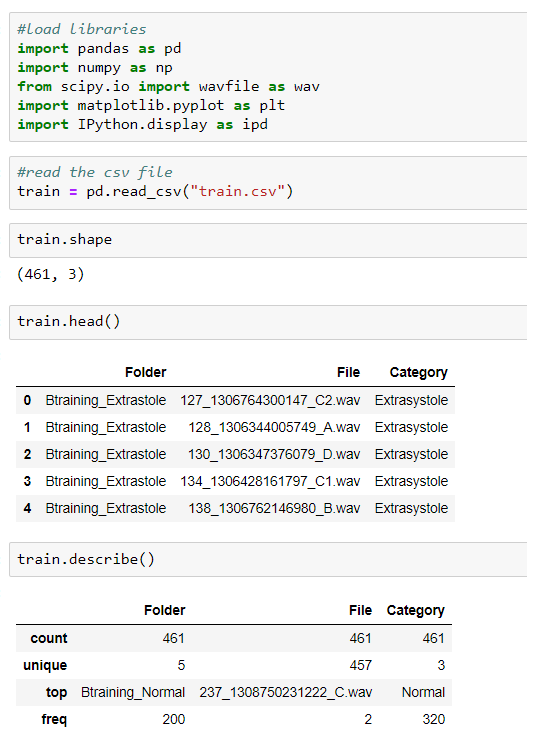 #load libraries
import pandas as pd
import numpy as np
from scipy.io import wavfile as wav
import matplotlib.pyplot as plt
import IPython.display as ipd
#read the csv file
train = pd.read_csv("train.csv")
train.shape
(461, 3)
train.head()
Folder File Category
0 Btraining_Extrastole 127_1306764300147_C2.wav Extrasystole
1 Btraining_Extrastole 128_1306344005749_A.wav Extrasystole
2 Btraining_Extrastole 130_1306347376079_D.wav Extrasystole
3 Btraining_Extrastole 134_1306428161797_C1.wav Extrasystole
4 Btraining_Extrastole 138_1306762146980_B.wav Extrasystole
train.describe()
Folder File Category
count 461 461 461
unique 5 457 3
top Btraining_Normal 237_1308750231222_C.wav Normal
freq 200 2 320